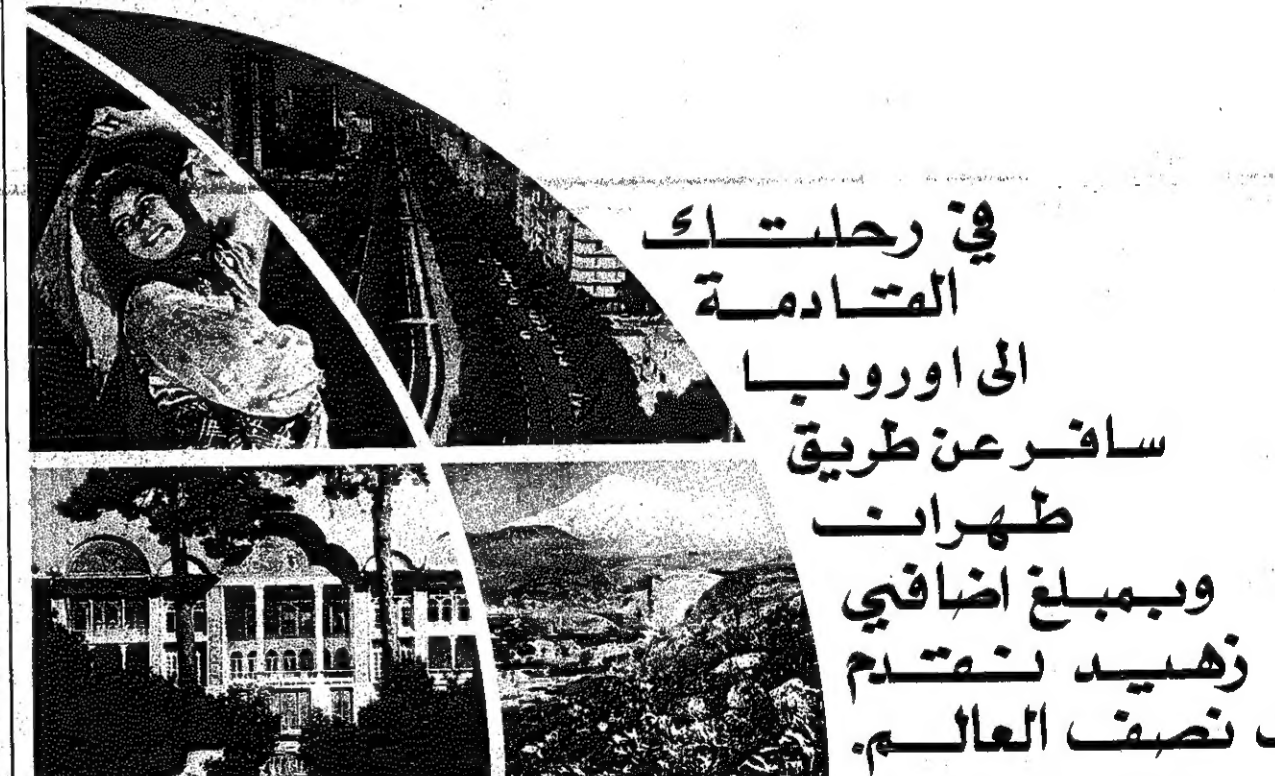 في رحلتك
القادمة
الى اوروبا
سافر عن طريق
طهران
وبمبلغ اضافي
زهيد نقدم
نصف العالم.